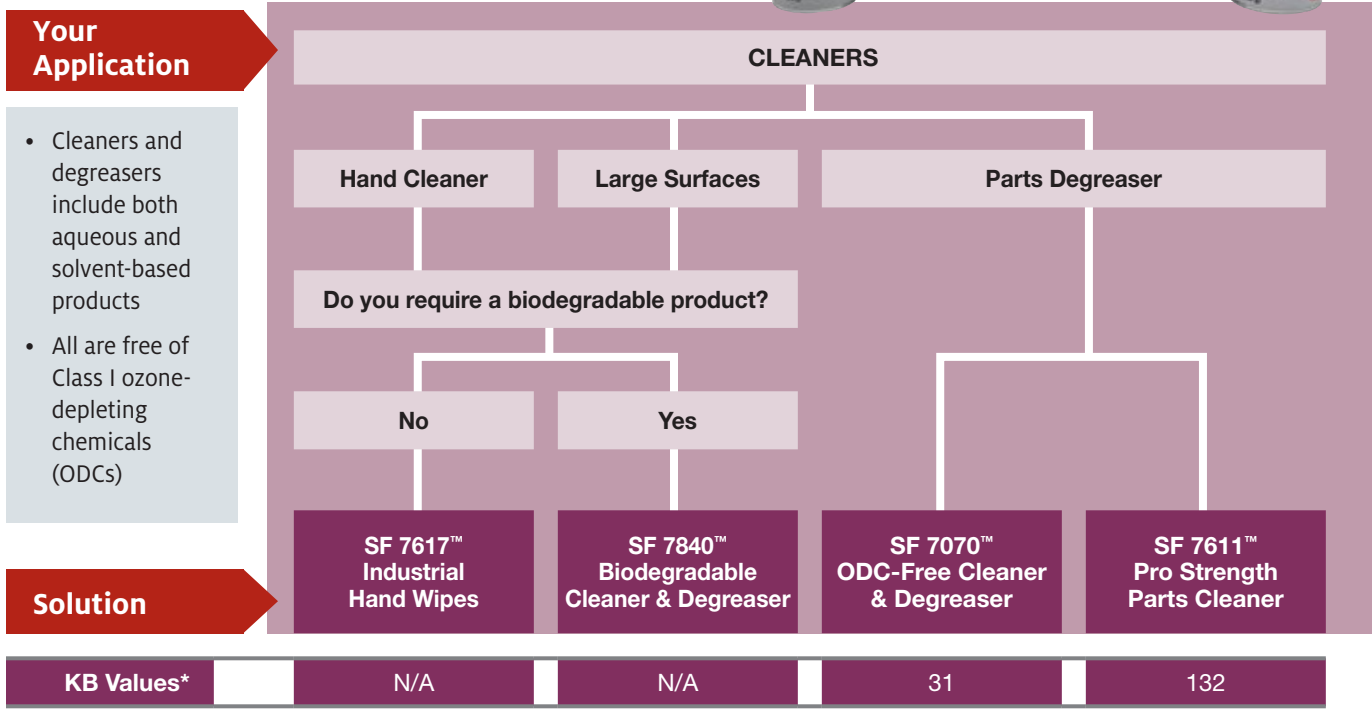 Your
Application
CLEANERS
• Cleaners and
degreasers
include both
aqueous and
solvent-based
products
• All are free of
Class I ozone-
depleting
chemicals
(ODCs)
Hand Cleaner
Large Surfaces
Parts Degreaser
Do you require a biodegradable product?
No
Yes
Solution
SF 7617™
Industrial
Hand Wipes
SF 7840™
Biodegradable
Cleaner & Degreaser
SF 7070™
ODC-Free Cleaner
& Degreaser
SF 7611™
Pro Strength
Parts Cleaner
KB Values* N/A N/A 31 132